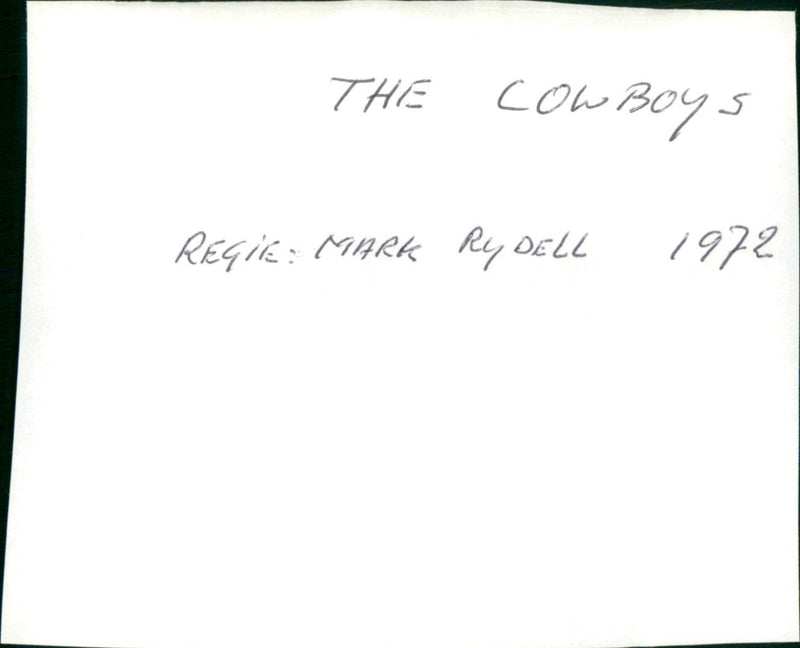 THE COWBOYS
REGIE: MARK RYDELL 1972